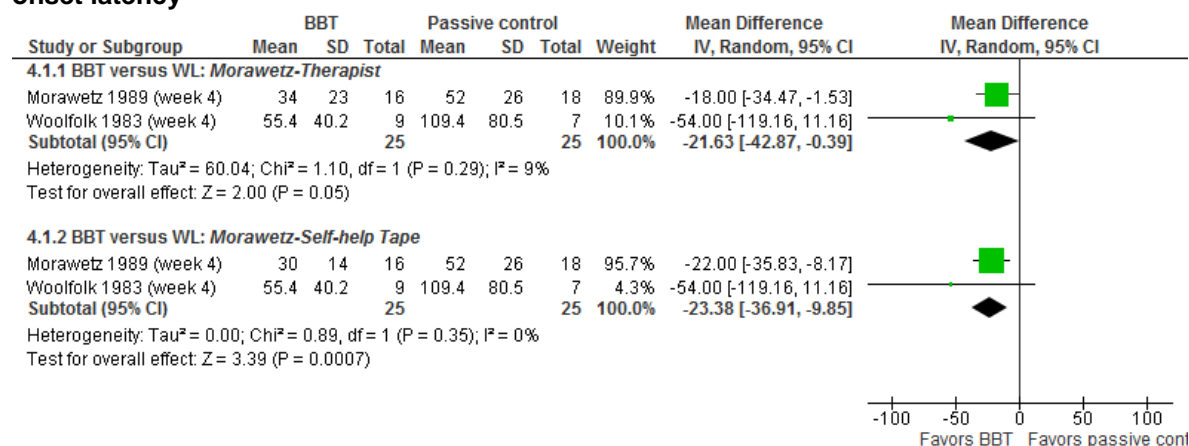 onset latency
BBT Passive control Mean Difference Mean Difference
Study or Subgroup Mean SD Total Mean SD Total Weight IV, Random, 95% CI IV, Random, 95% CI
4.1.1 BBT versus WL: Morawetz-Therapist
Morawetz 1989 (week 4) 34 23 16 52 26 18 89.9% -18.00 [-34.47, -1.53]
Woolfolk 1983 (week 4) 55.4 40.2 9 109.4 80.5 7 10.1% -54.00 [-119.16, 11.16]
Subtotal (95% CI) 25 25 100.0% -21.63 [-42.87, -0.39]
Heterogeneity: Tau² = 60.04; Chi² = 1.10, df = 1 (P = 0.29); I² = 9%
Test for overall effect: Z = 2.00 (P = 0.05)
4.1.2 BBT versus WL: Morawetz-Self-help Tape
Morawetz 1989 (week 4) 30 14 16 52 26 18 95.7% -22.00 [-35.83, -8.17]
Woolfolk 1983 (week 4) 55.4 40.2 9 109.4 80.5 7 4.3% -54.00 [-119.16, 11.16]
Subtotal (95% CI) 25 25 100.0% -23.38 [-36.91, -9.85]
Heterogeneity: Tau² = 0.00; Chi² = 0.89, df = 1 (P = 0.35); I² = 0%
Test for overall effect: Z = 3.39 (P = 0.0007)
-100 -50 0 50 100
Favors BBT Favors passive cont